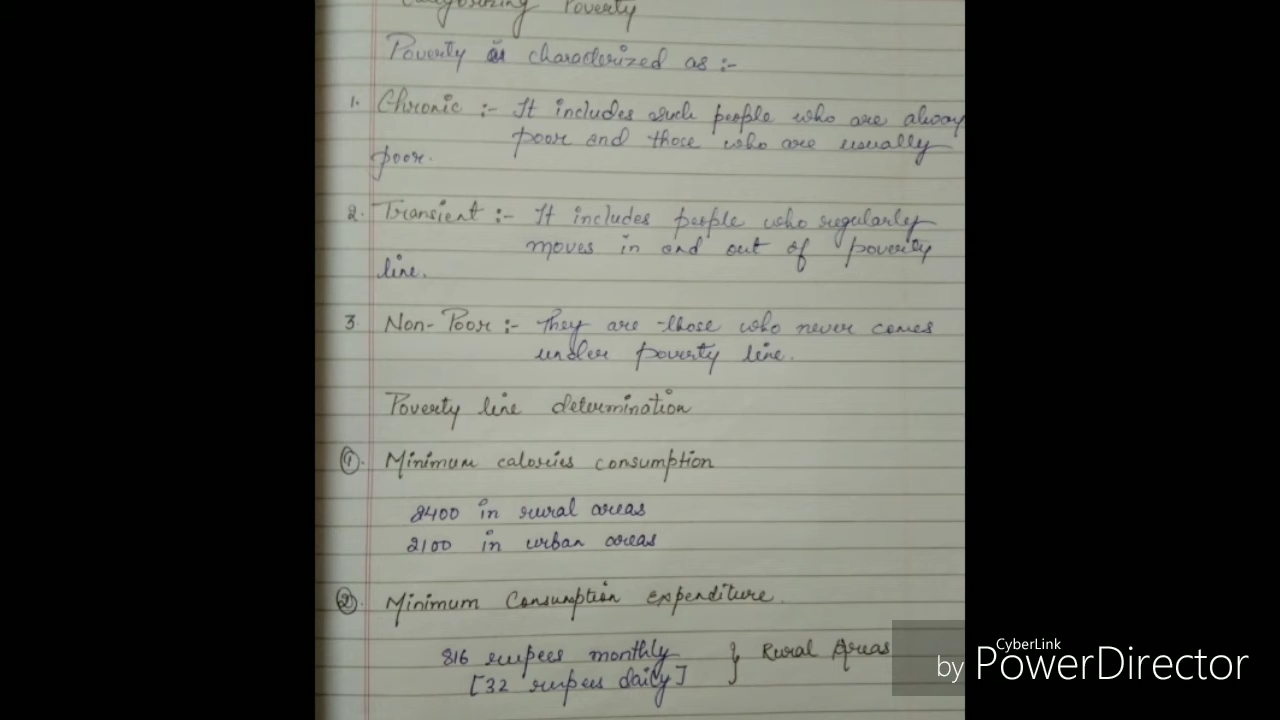 Categorizing Poverty
Poverty is characterized as :-
1. Chronic :- It includes such people who are always
poor and those who are usually
poor.
2. Transient :- It includes people who regularly
moves in and out of poverty
line.
3. Non-Poor :- They are those who never comes
under poverty line.
Poverty line determination
1. Minimum calories consumption
2400 in rural areas
2100 in urban areas
2. Minimum Consumption expenditure.
816 rupees monthly } Rural Areas
[32 rupees daily]
by CyberLink PowerDirector